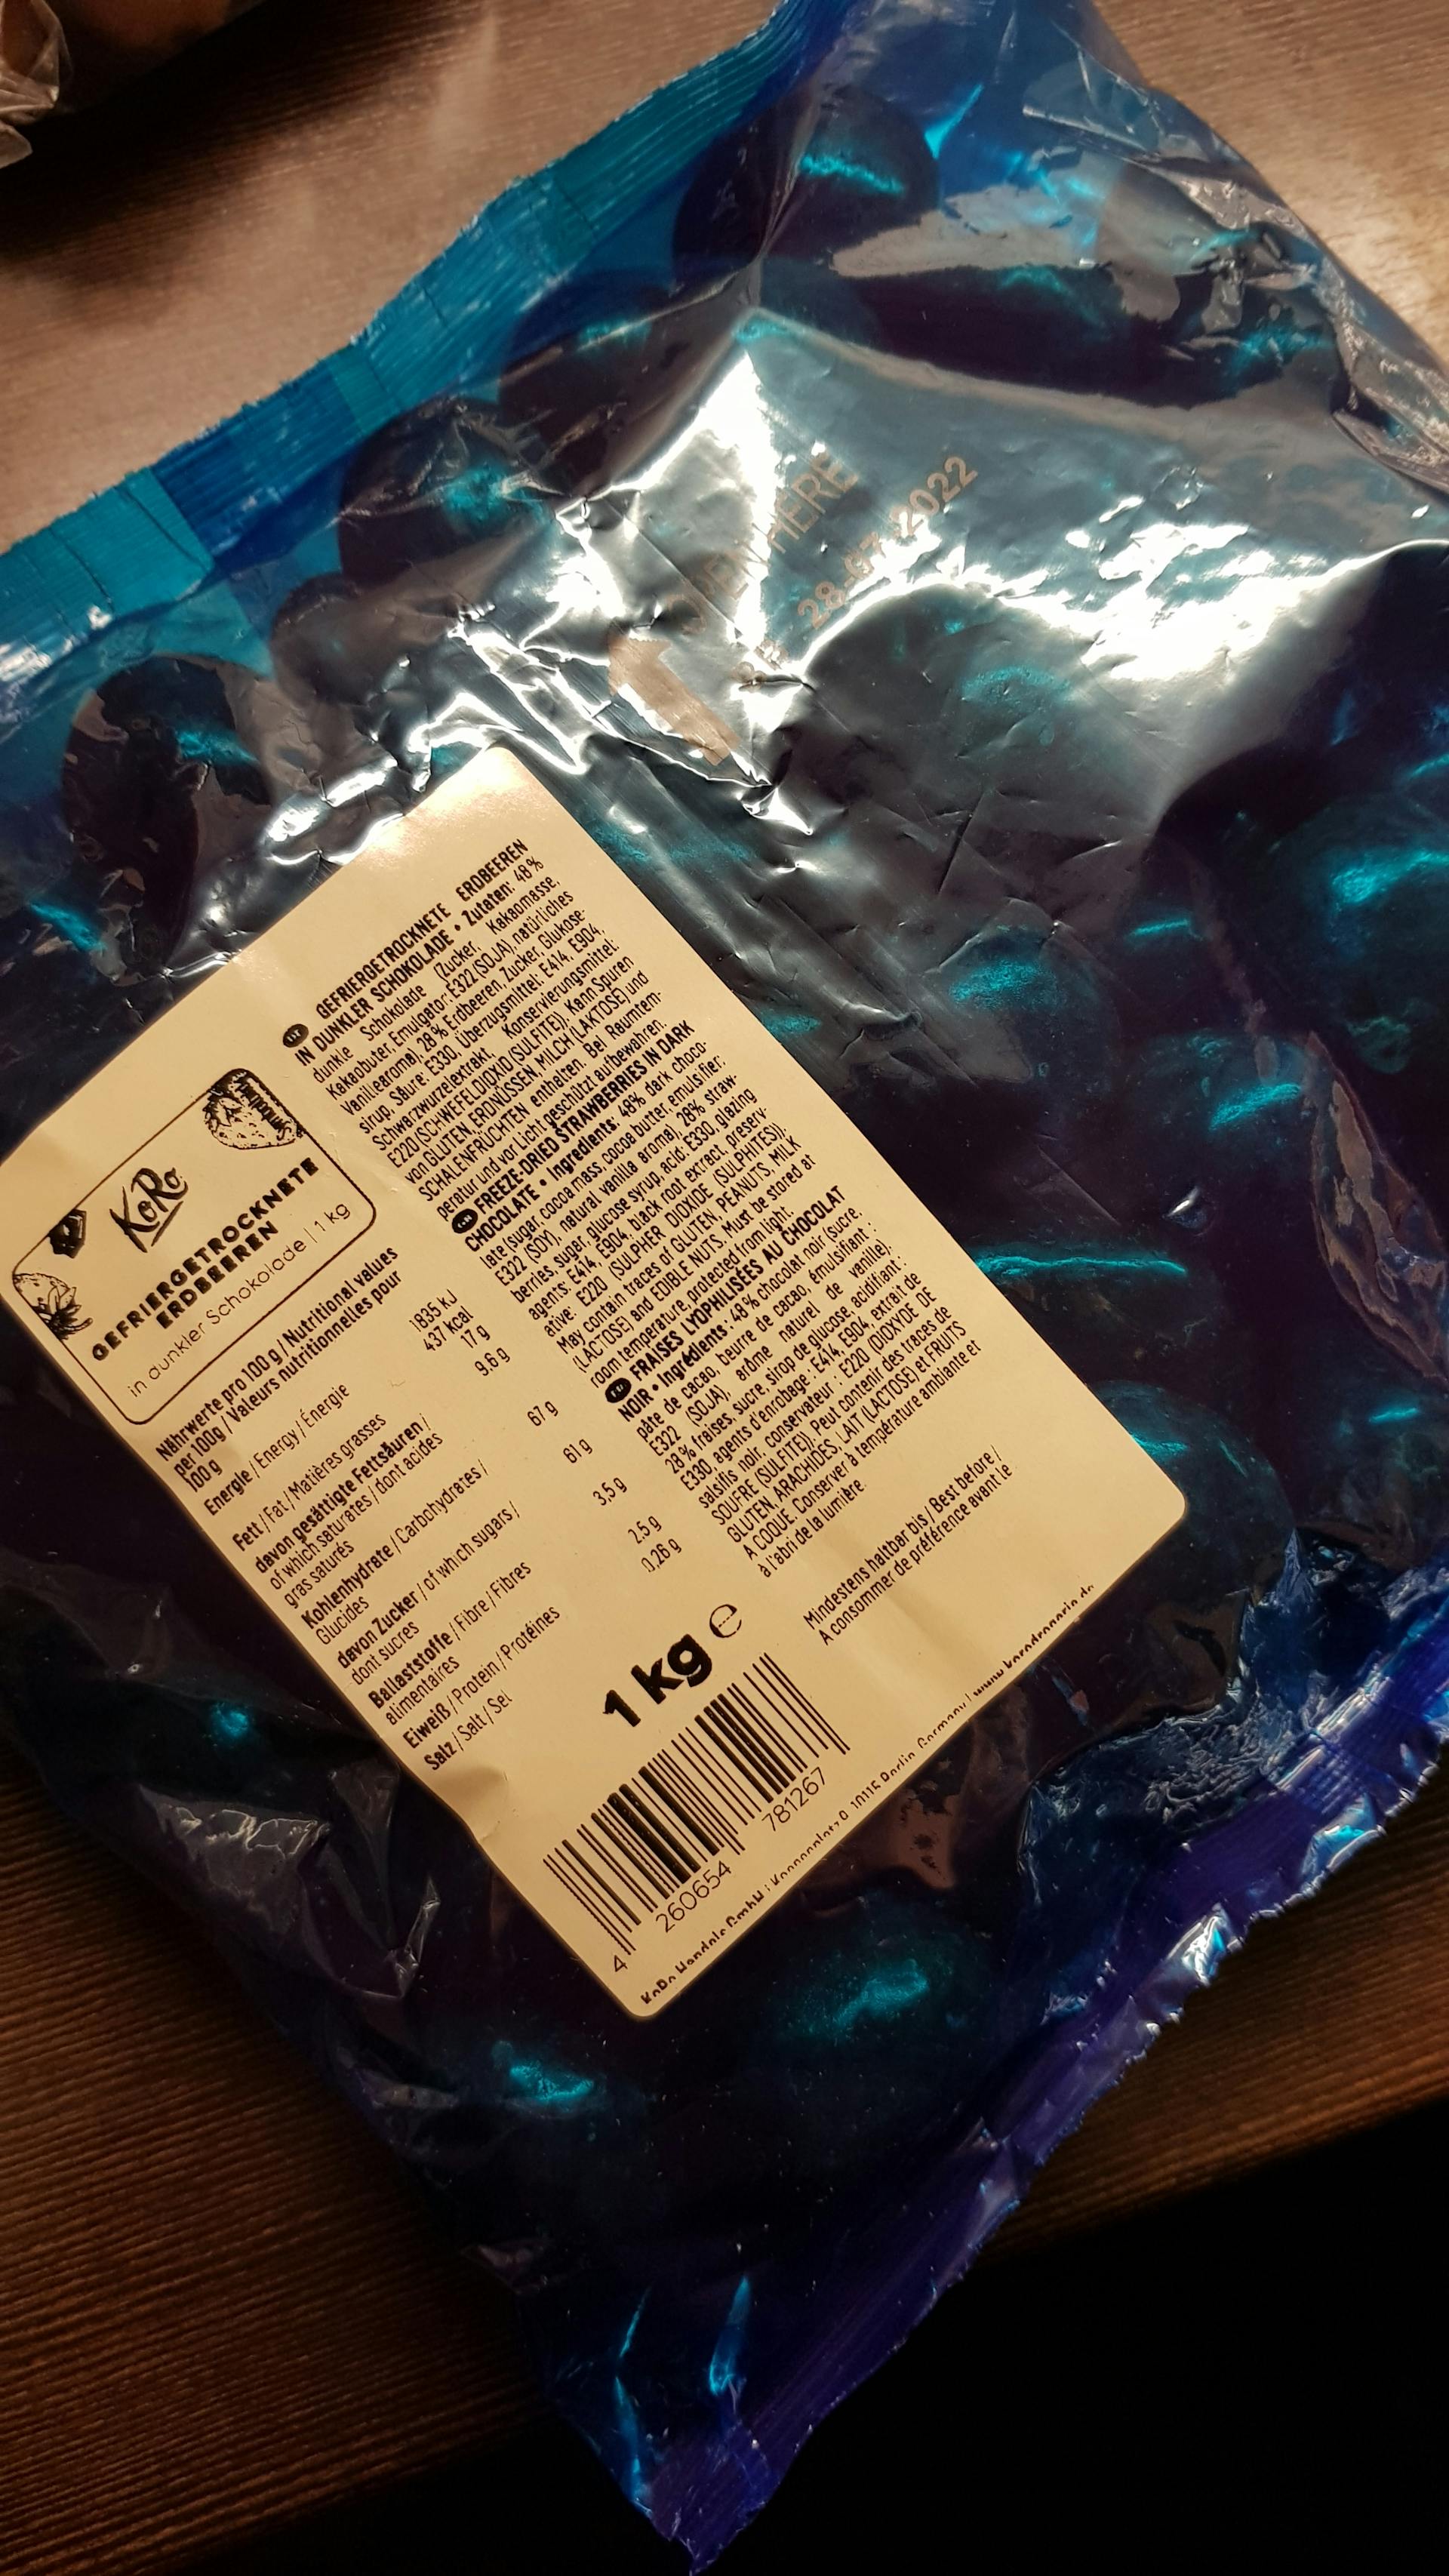 OPEN HERE
28-07-2022
KoRo
GEFRIERGETROCKNETE
ERDBEEREN
in dunkler Schokolade | 1 kg
Nährwerte pro 100 g / Nutritional values
per 100g / Valeurs nutritionnelles pour
100 g
Energie / Energy / Énergie 1835 kJ
437 kcal
Fett / Fat / Matières grasses 17 g
davon gesättigte Fettsäuren / 9.6 g
of which saturates / dont acides
gras saturés
Kohlenhydrate / Carbohydrates / 67 g
Glucides
davon Zucker / of which sugars / 61 g
dont sucres
Ballaststoffe / Fibre / Fibres 3,5 g
alimentaires
Eiweiß / Protein / Protéines 2,5 g
Salz / Salt / Sel 0,26 g
GEFRIERGETROCKNETE ERDBEEREN
IN DUNKLER SCHOKOLADE • Zutaten: 48 %
dunkle Schokolade (Zucker, Kakaomasse,
Kakaobutter, Emulgator: E322 (SOJA), natürliches
Vanillearoma), 28 % Erdbeeren, Zucker, Glukose-
sirup, Säure: E330, Überzugsmittel: E414, E904,
Schwarzwurzelextrakt, Konservierungsmittel:
E220 (SCHWEFELDIOXID (SULFITE)). Kann Spuren
von GLUTEN, ERDNÜSSEN, MILCH (LAKTOSE) und
SCHALENFRÜCHTEN enthalten. Bei Raumtem-
peratur und vor Licht geschützt aufbewahren.
FREEZE-DRIED STRAWBERRIES IN DARK
CHOCOLATE • Ingredients: 48% dark choco-
late (sugar, cocoa mass, cocoa butter, emulsifier:
E322 (SOY), natural vanilla aroma), 28% straw-
berries, sugar, glucose syrup, acid: E330, glazing
agents: E414, E904, black root extract, preserv-
ative: E220 (SULPHER DIOXIDE (SULPHITES)).
May contain traces of GLUTEN, PEANUTS, MILK
(LACTOSE) and EDIBLE NUTS. Must be stored at
room temperature, protected from light.
FRAISES LYOPHILISÉES AU CHOCOLAT
NOIR • Ingrédients : 48 % chocolat noir (sucre,
pâte de cacao, beurre de cacao, émulsifiant :
E322 (SOJA), arôme naturel de vanille),
28 % fraises, sucre, sirop de glucose, acidifiant :
E330, agents d'enrobage : E414, E904, extrait de
salsifis noir, conservateur : E220 (DIOXYDE DE
SOUFRE (SULFITE)). Peut contenir des traces de
GLUTEN, ARACHIDES, LAIT (LACTOSE) et FRUITS
À COQUE. Conserver à température ambiante et
à l'abri de la lumière.
Mindestens haltbar bis / Best before /
A consommer de préférence avant le
1 kg e
4 260654 781267
KoRo Handels GmbH | Koppenplatz 9, 10115 Berlin, Germany | www.korodrogerie.de